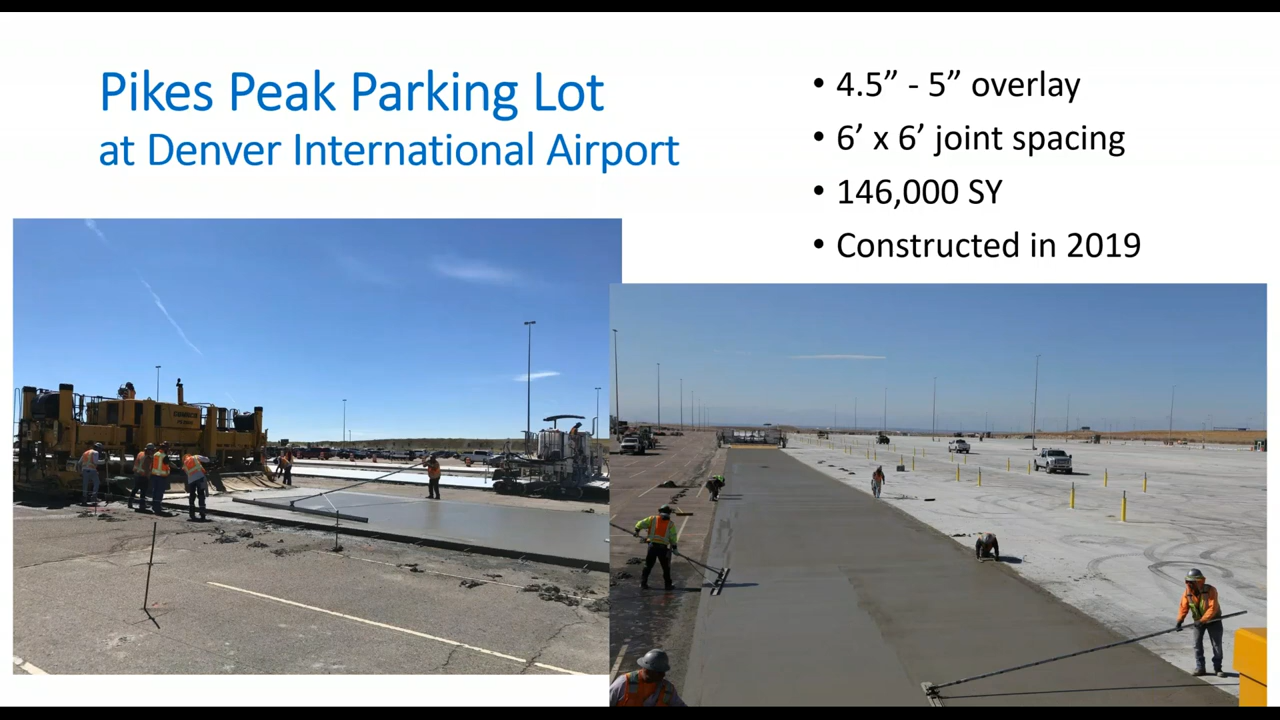 Pikes Peak Parking Lot
at Denver International Airport
• 4.5” - 5” overlay
• 6’ x 6’ joint spacing
• 146,000 SY
• Constructed in 2019